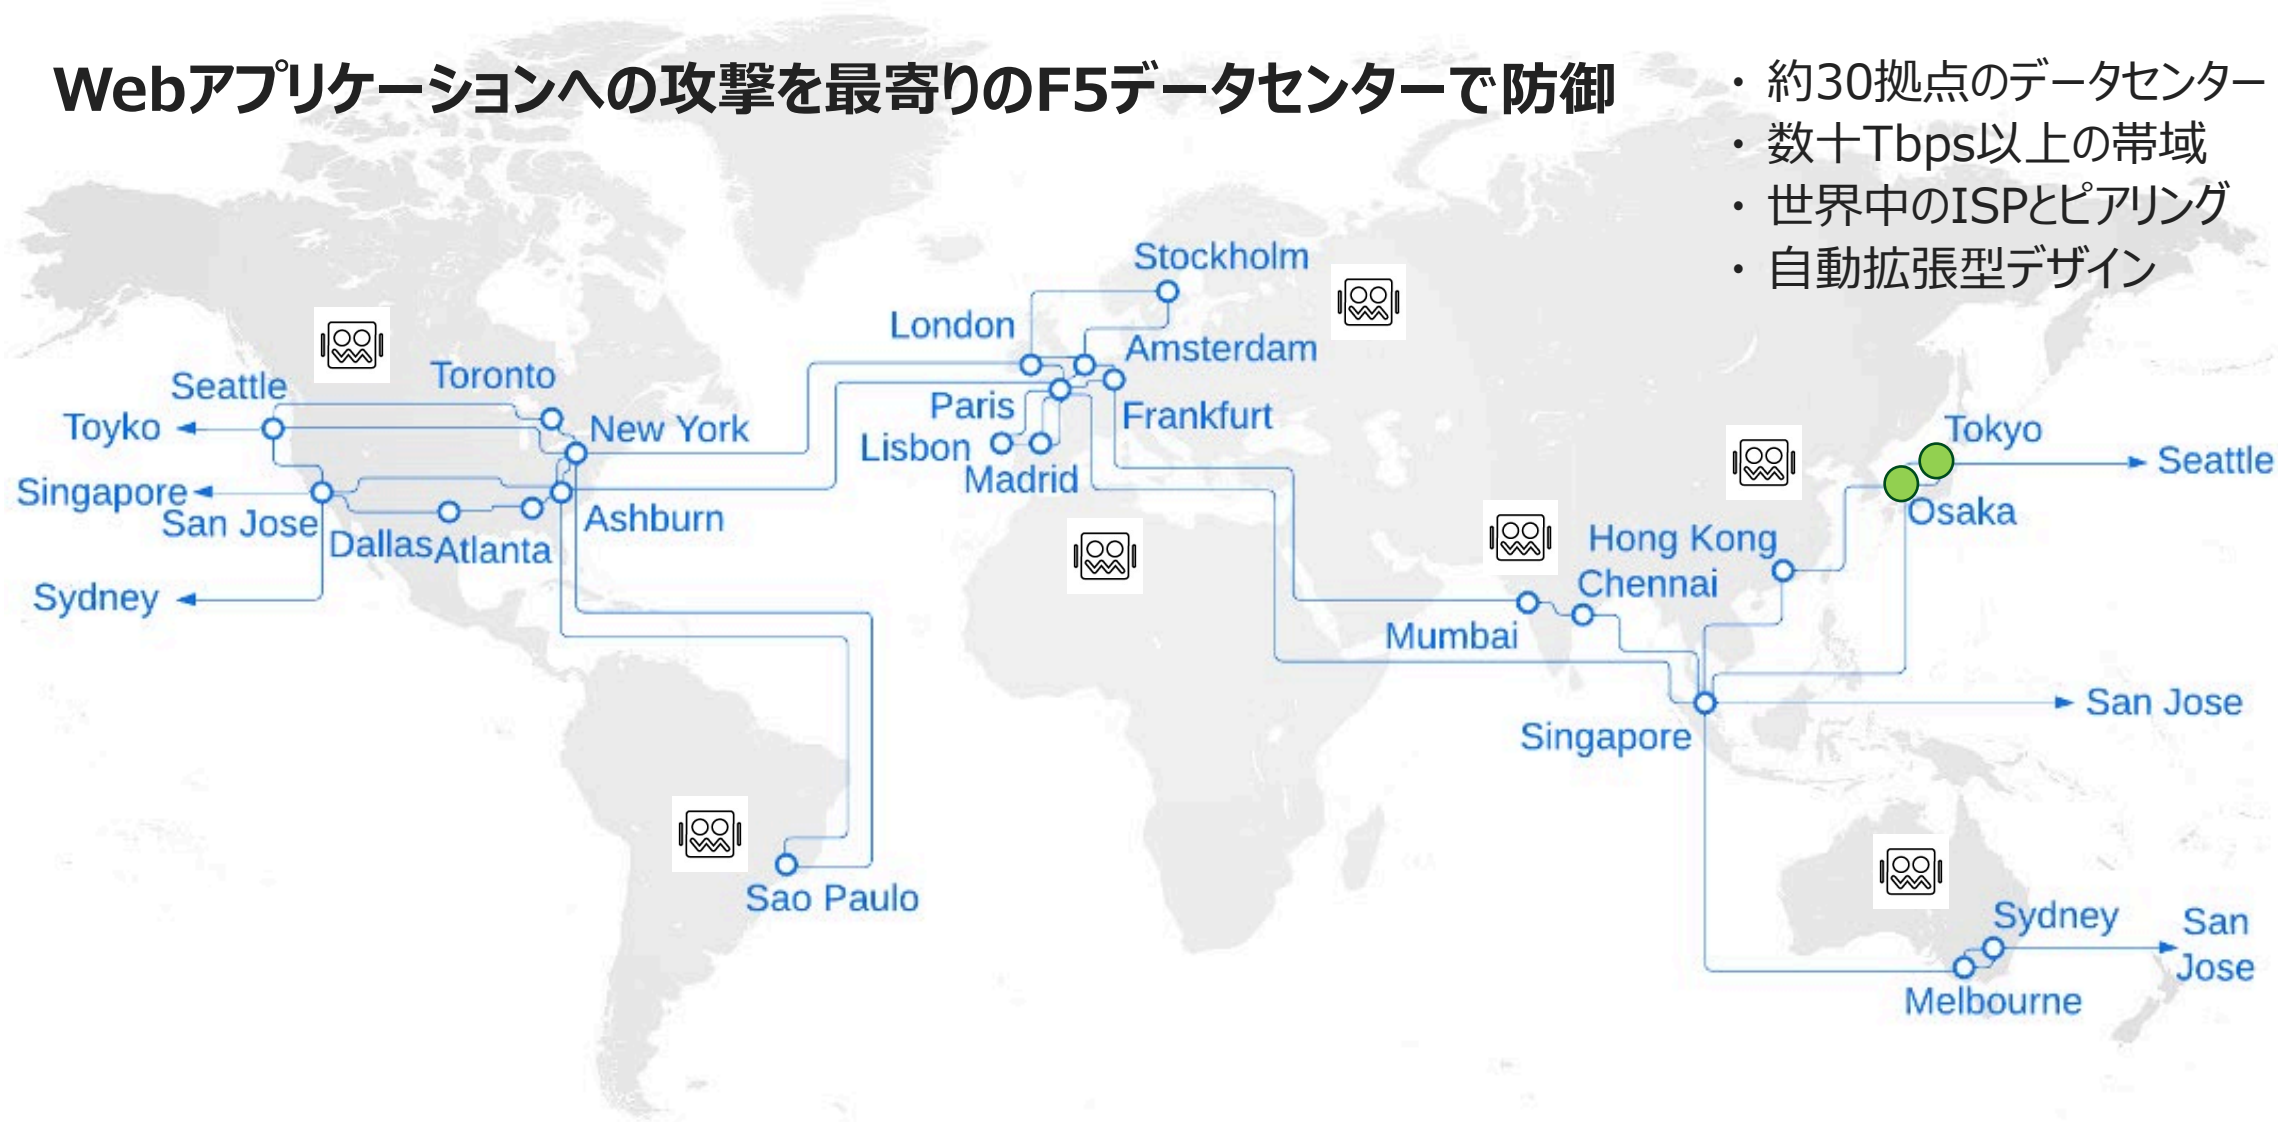 Webアプリケーションへの攻撃を最寄りのF5データセンターで防御
・ 約30拠点のデータセンター
・ 数十Tbps以上の帯域
・ 世界中のISPとピアリング
・ 自動拡張型デザイン
Stockholm
London
Amsterdam
Seattle
Toronto
Paris
Frankfurt
Toyko
New York
Tokyo
Lisbon
Madrid
Seattle
Singapore
San Jose
Ashburn
Osaka
Dallas
Atlanta
Hong Kong
Chennai
Sydney
Mumbai
San Jose
Singapore
Sao Paulo
Sydney
San
Jose
Melbourne